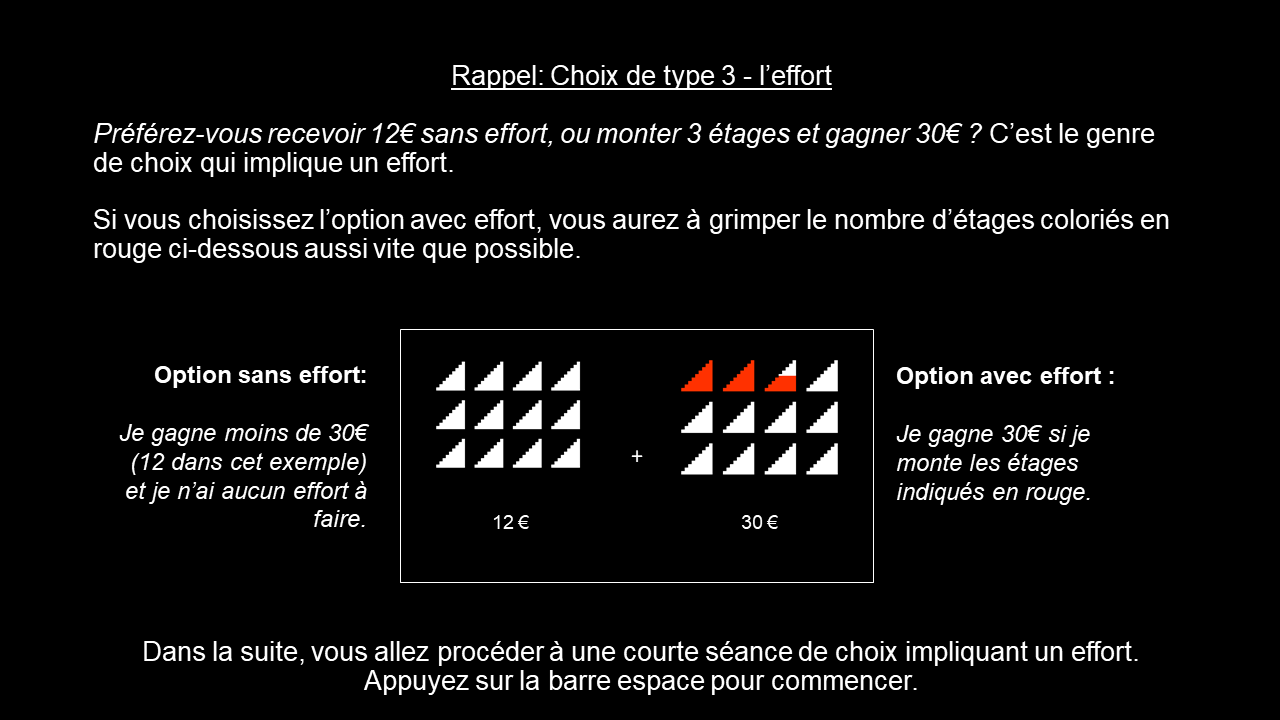 Rappel: Choix de type 3 - l’effort
Préférez-vous recevoir 12€ sans effort, ou monter 3 étages et gagner 30€ ? C’est le genre
de choix qui implique un effort.
Si vous choisissez l’option avec effort, vous aurez à grimper le nombre d’étages coloriés en
rouge ci-dessous aussi vite que possible.
Option sans effort:
Je gagne moins de 30€
(12 dans cet exemple)
et je n’ai aucun effort à
faire.
+
12 €
30 €
Option avec effort :
Je gagne 30€ si je
monte les étages
indiqués en rouge.
Dans la suite, vous allez procéder à une courte séance de choix impliquant un effort.
Appuyez sur la barre espace pour commencer.